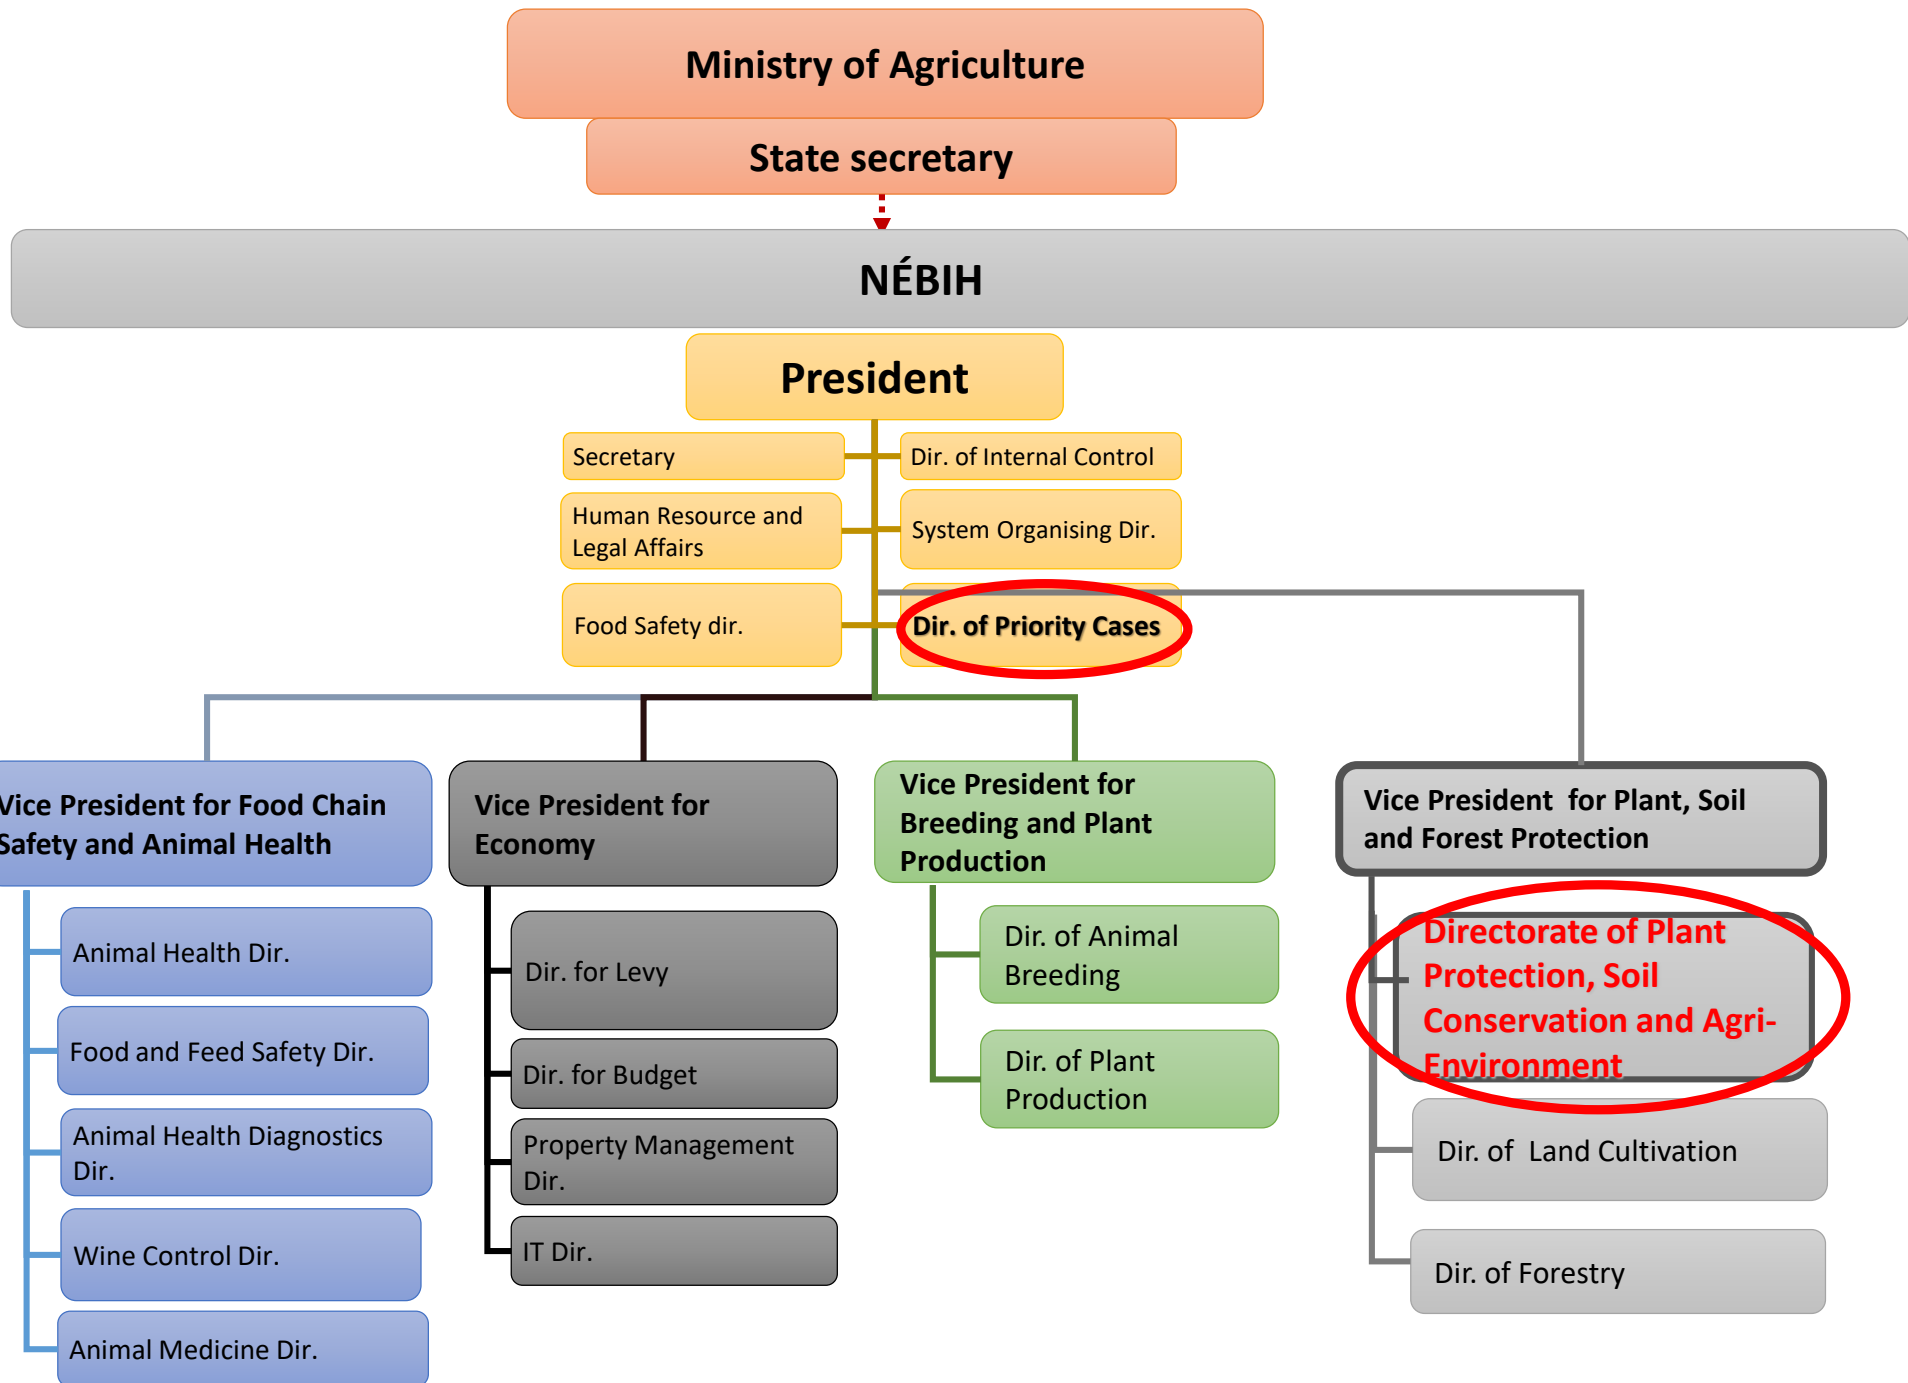 Ministry of Agriculture
State secretary
NÉBIH
President
Secretary
Dir. of Internal Control
Human Resource and
Legal Affairs
System Organising Dir.
Food Safety dir.
Dir. of Priority Cases
Vice President for Food Chain
Safety and Animal Health
Animal Health Dir.
Food and Feed Safety Dir.
Animal Health Diagnostics
Dir.
Wine Control Dir.
Animal Medicine Dir.
Vice President for
Economy
Dir. for Levy
Dir. for Budget
Property Management
Dir.
IT Dir.
Vice President for
Breeding and Plant
Production
Dir. of Animal
Breeding
Dir. of Plant
Production
Vice President for Plant, Soil
and Forest Protection
Directorate of Plant
Protection, Soil
Conservation and Agri-
Environment
Dir. of Land Cultivation
Dir. of Forestry